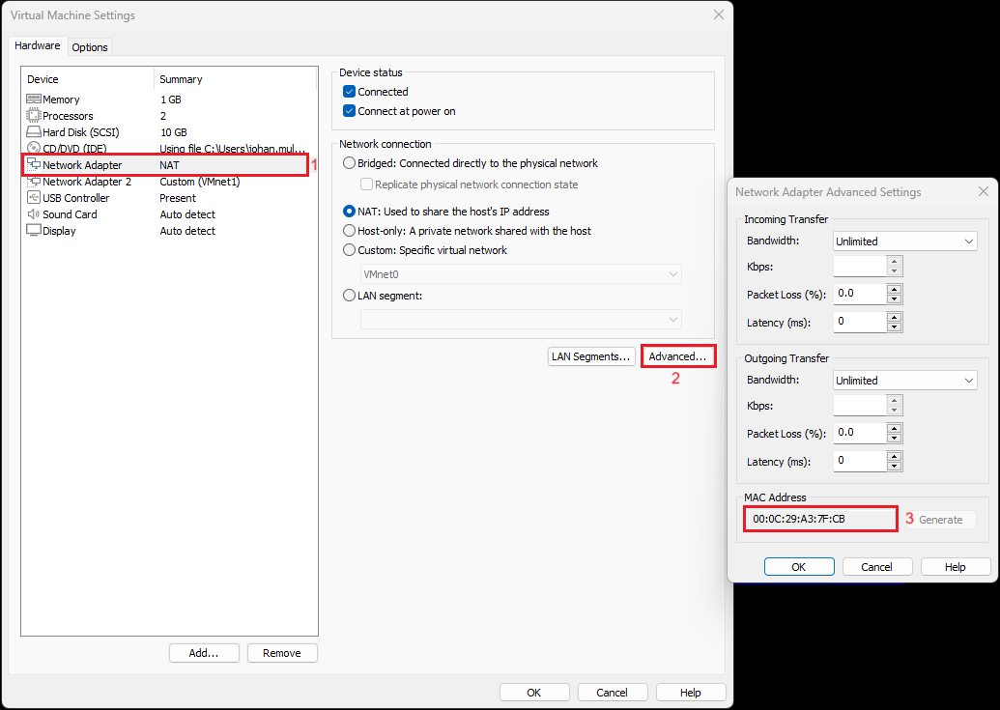 Virtual Machine Settings
Hardware
Options
Device Summary
Memory 1 GB
Processors 2
Hard Disk (SCSI) 10 GB
CD/DVD (IDE) Using file C:\Users\johan.mul...
Network Adapter NAT
1
Network Adapter 2 Custom (VMnet1)
USB Controller Present
Sound Card Auto detect
Display Auto detect
Add...
Remove
Device status
Connected
Connect at power on
Network connection
Bridged: Connected directly to the physical network
Replicate physical network connection state
NAT: Used to share the host's IP address
Host-only: A private network shared with the host
Custom: Specific virtual network
VMnet0
LAN segment:
LAN Segments...
Advanced...
2
OK
Cancel
Help
Network Adapter Advanced Settings
Incoming Transfer
Bandwidth: Unlimited
Kbps:
Packet Loss (%): 0.0
Latency (ms): 0
Outgoing Transfer
Bandwidth: Unlimited
Kbps:
Packet Loss (%): 0.0
Latency (ms): 0
MAC Address
00:0C:29:A3:7F:CB
3
Generate
OK
Cancel
Help